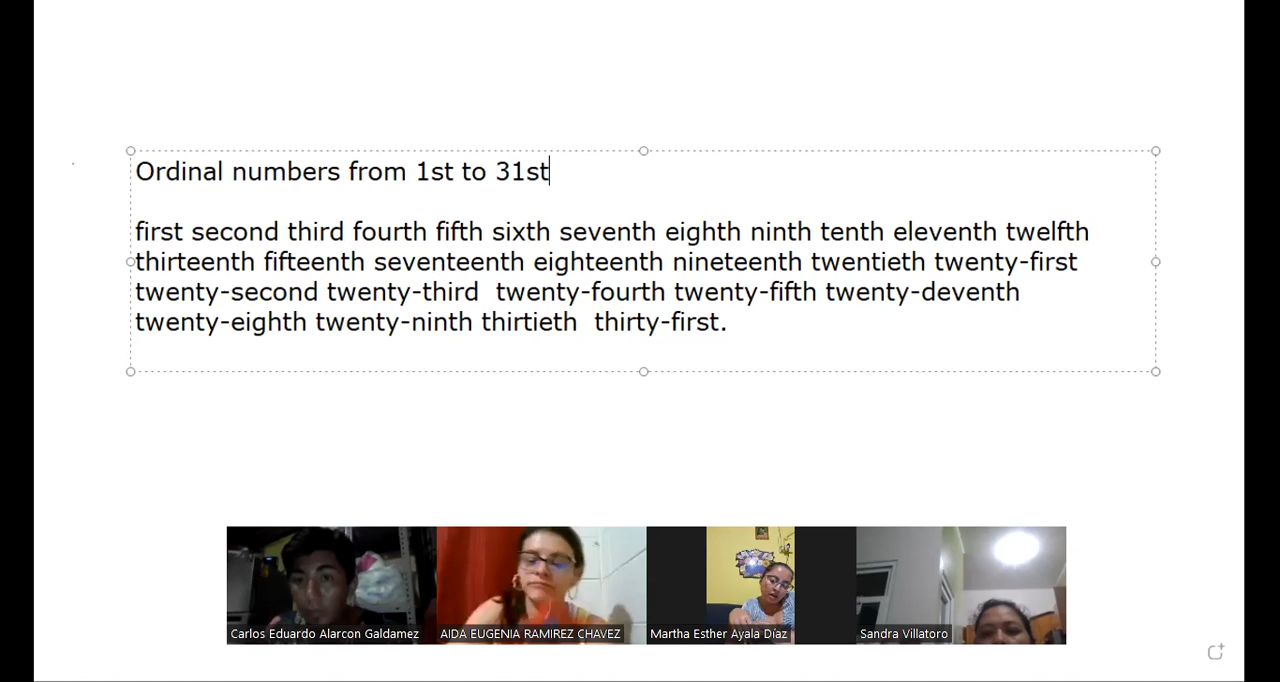 Ordinal numbers from 1st to 31st
first second third fourth fifth sixth seventh eighth ninth tenth eleventh twelfth
thirteenth fifteenth seventeenth eighteenth nineteenth twentieth twenty-first
twenty-second twenty-third twenty-fourth twenty-fifth twenty-deventh
twenty-eighth twenty-ninth thirtieth thirty-first.
Carlos Eduardo Alarcon Galdamez
AIDA EUGENIA RAMIREZ CHAVEZ
Martha Esther Ayala Díaz
Sandra Villatoro